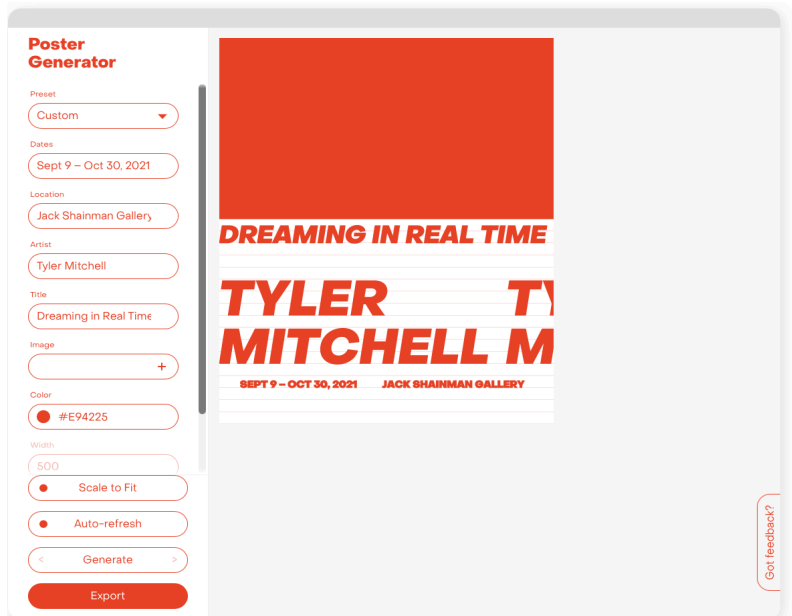 Poster
Generator
Preset
Custom
Dates
Sept 9 – Oct 30, 2021
Location
Jack Shainman Gallery
Artist
Tyler Mitchell
Title
Dreaming in Real Time
Image
+
Color
#E94225
Width
500
Scale to Fit
Auto-refresh
< Generate >
Export
DREAMING IN REAL TIME
TYLER TY
MITCHELL M
SEPT 9 – OCT 30, 2021 JACK SHAINMAN GALLERY
Got feedback?